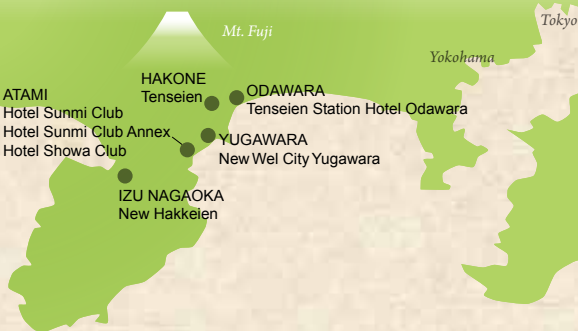 Tokyo
Mt. Fuji
Yokohama
HAKONE
Tenseien
ODAWARA
Tenseien Station Hotel Odawara
ATAMI
Hotel Sunmi Club
Hotel Sunmi Club Annex
Hotel Showa Club
YUGAWARA
New Wel City Yugawara
IZU NAGAOKA
New Hakkeien